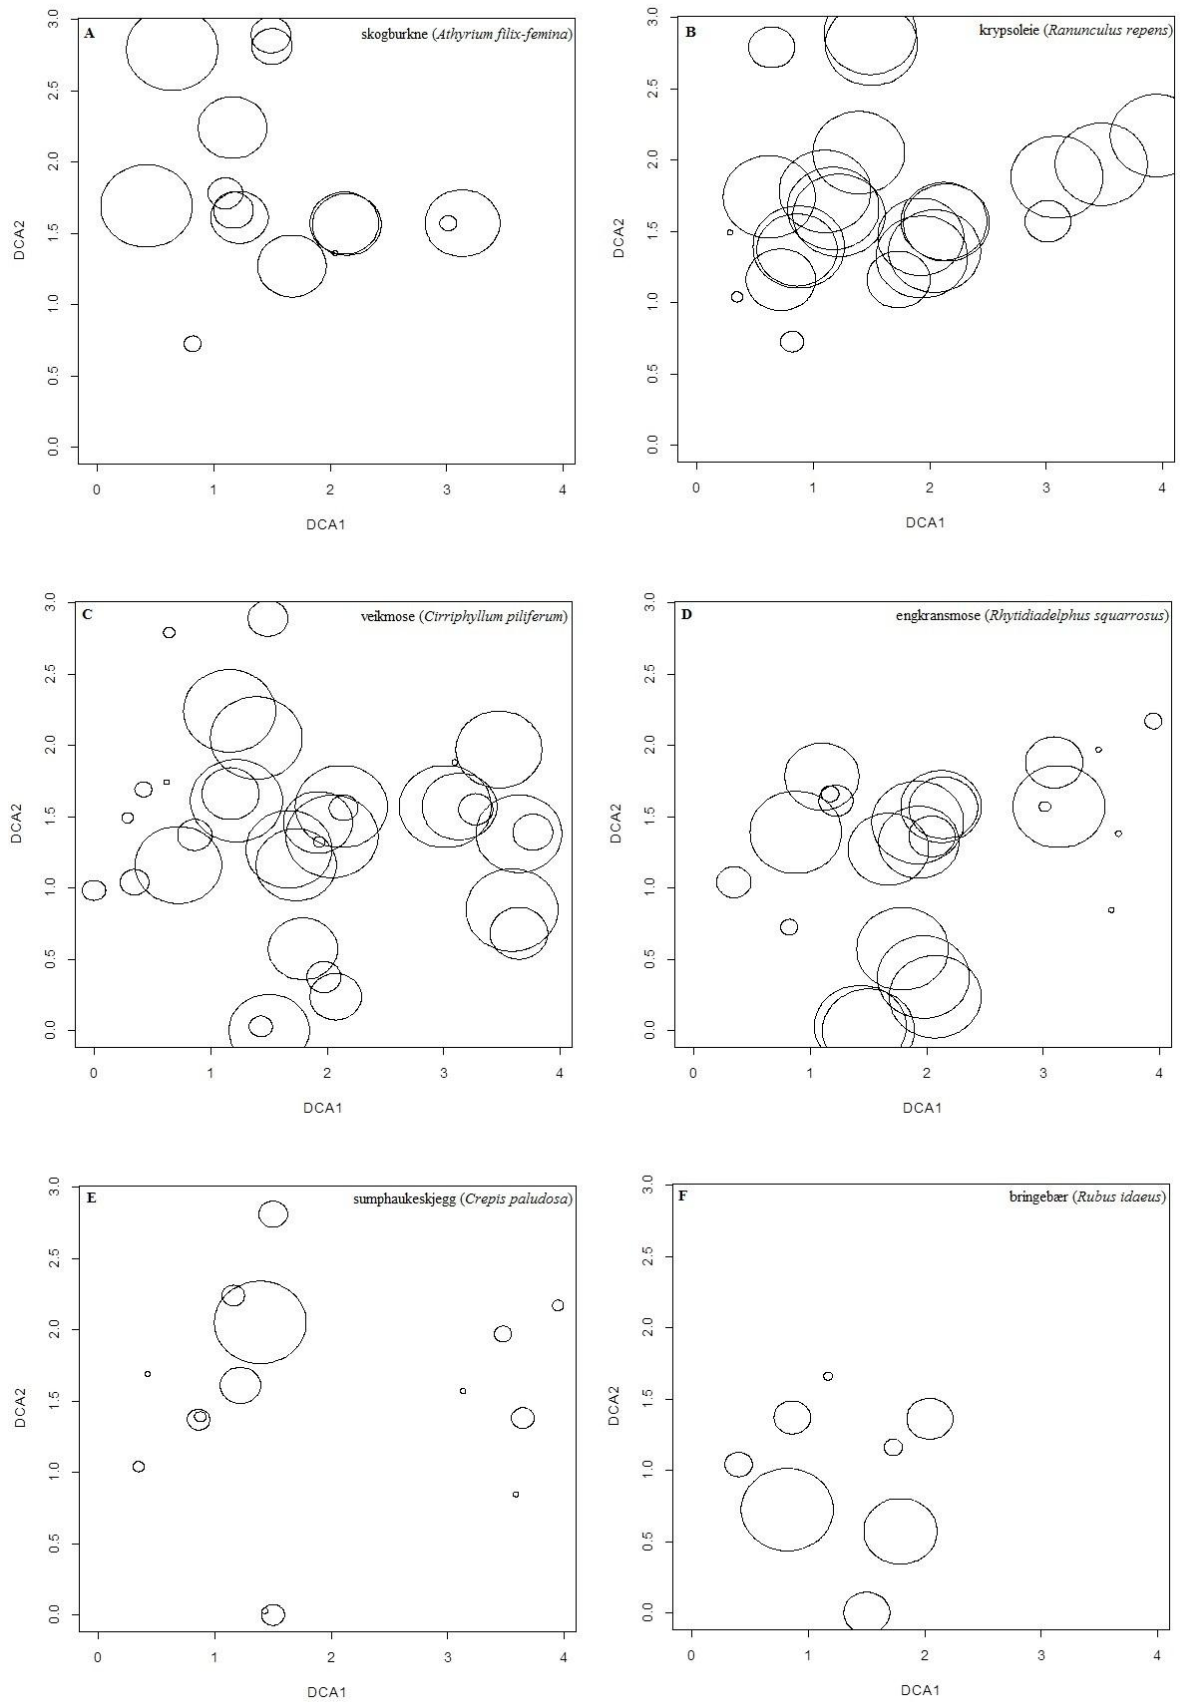 A skogburkne (Athyrium filix-femina)
3.0
2.5
2.0
1.5
1.0
0.5
0.0
DCA2
0 1 2 3 4
DCA1
B krypsoleie (Ranunculus repens)
3.0
2.5
2.0
1.5
1.0
0.5
0.0
DCA2
0 1 2 3 4
DCA1
C veikmose (Cirriphyllum piliferum)
3.0
2.5
2.0
1.5
1.0
0.5
0.0
DCA2
0 1 2 3 4
DCA1
D engkransmose (Rhytidiadelphus squarrosus)
3.0
2.5
2.0
1.5
1.0
0.5
0.0
DCA2
0 1 2 3 4
DCA1
E sumphaukeskjegg (Crepis paludosa)
3.0
2.5
2.0
1.5
1.0
0.5
0.0
DCA2
0 1 2 3 4
DCA1
F bringebær (Rubus idaeus)
3.0
2.5
2.0
1.5
1.0
0.5
0.0
DCA2
0 1 2 3 4
DCA1